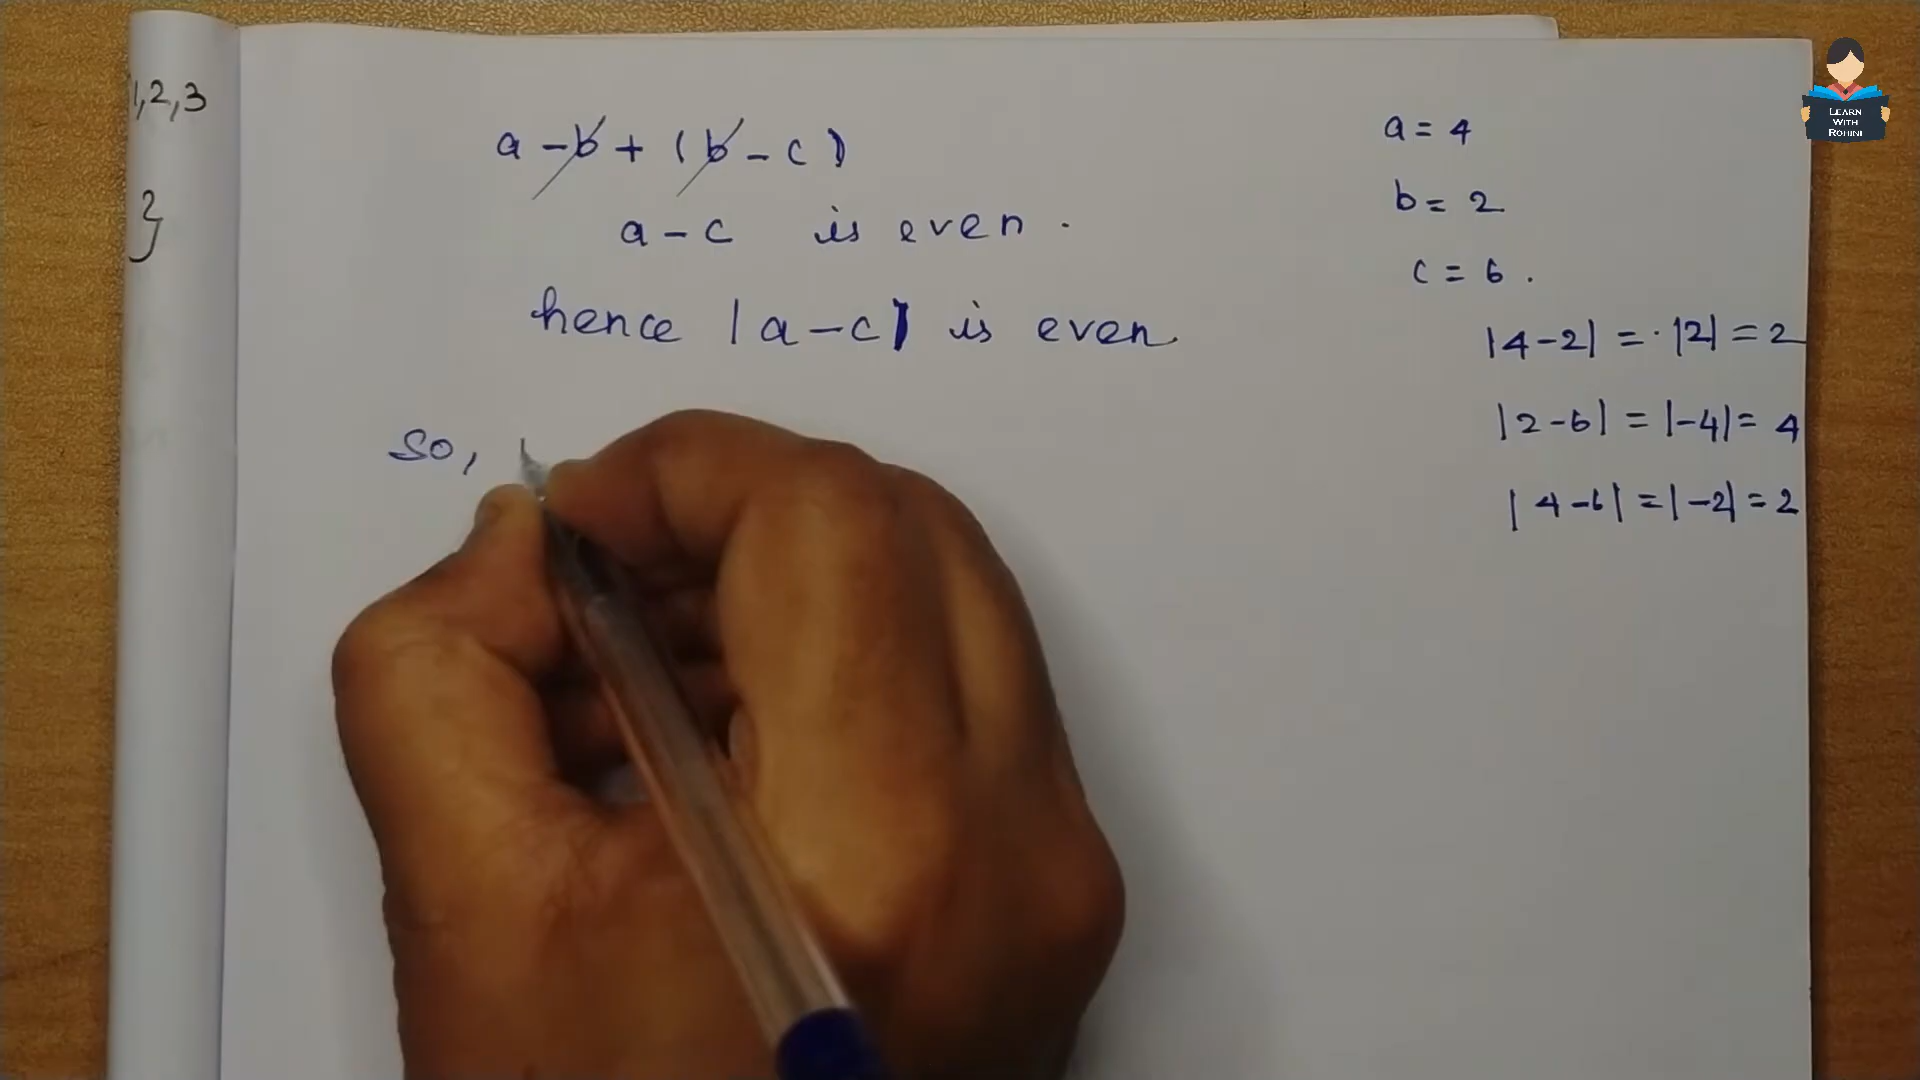 1,2,3
}
a - b + (b - c)
a - c is even.
hence |a - c| is even
So,
a = 4
b = 2
c = 6.
|4-2| = |2| = 2
|2-6| = |-4| = 4
|4-6| = |-2| = 2
LEARN
WITH
ROHINI